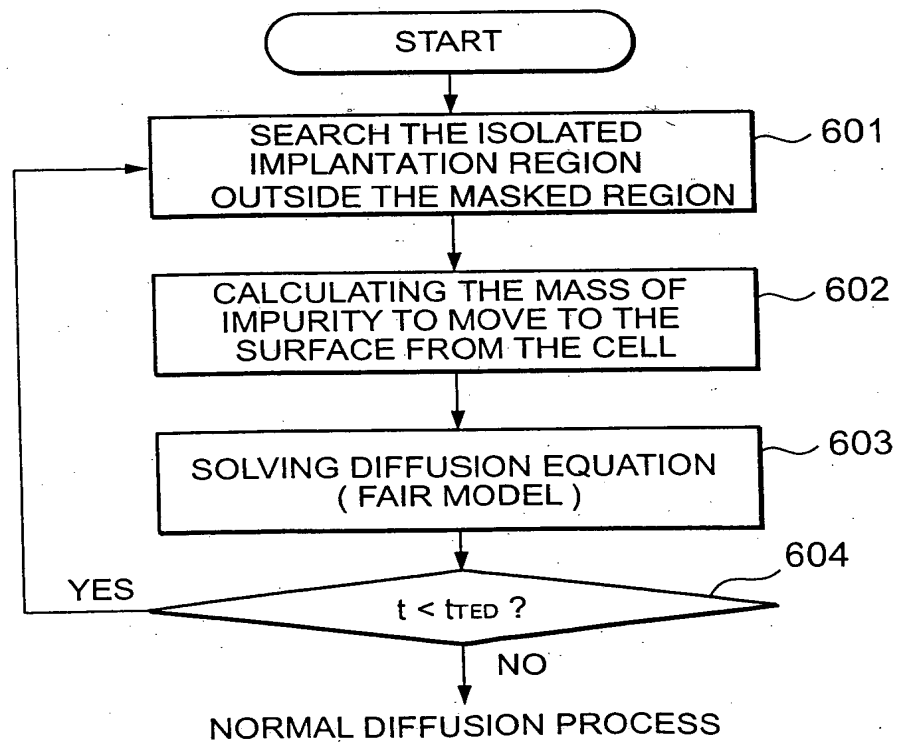 START
SEARCH THE ISOLATED
IMPLANTATION REGION
OUTSIDE THE MASKED REGION
601
CALCULATING THE MASS OF
IMPURITY TO MOVE TO THE
SURFACE FROM THE CELL
602
SOLVING DIFFUSION EQUATION
( FAIR MODEL )
603
604
YES
t < tTED ?
NO
NORMAL DIFFUSION PROCESS